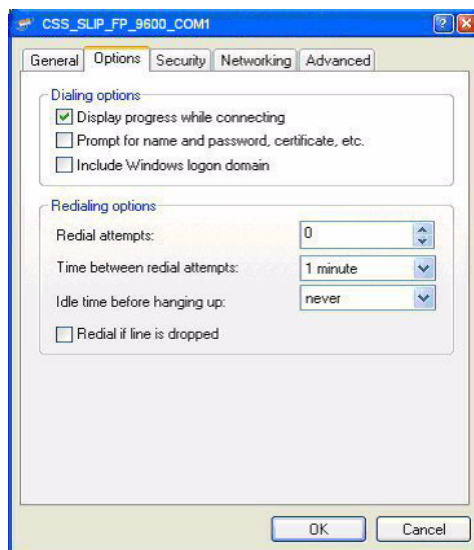 CSS_SLIP_FP_9600_COM1
General Options Security Networking Advanced
Dialing options
Display progress while connecting
Prompt for name and password, certificate, etc.
Include Windows logon domain
Redialing options
Redial attempts: 0
Time between redial attempts: 1 minute
Idle time before hanging up: never
Redial if line is dropped
OK Cancel